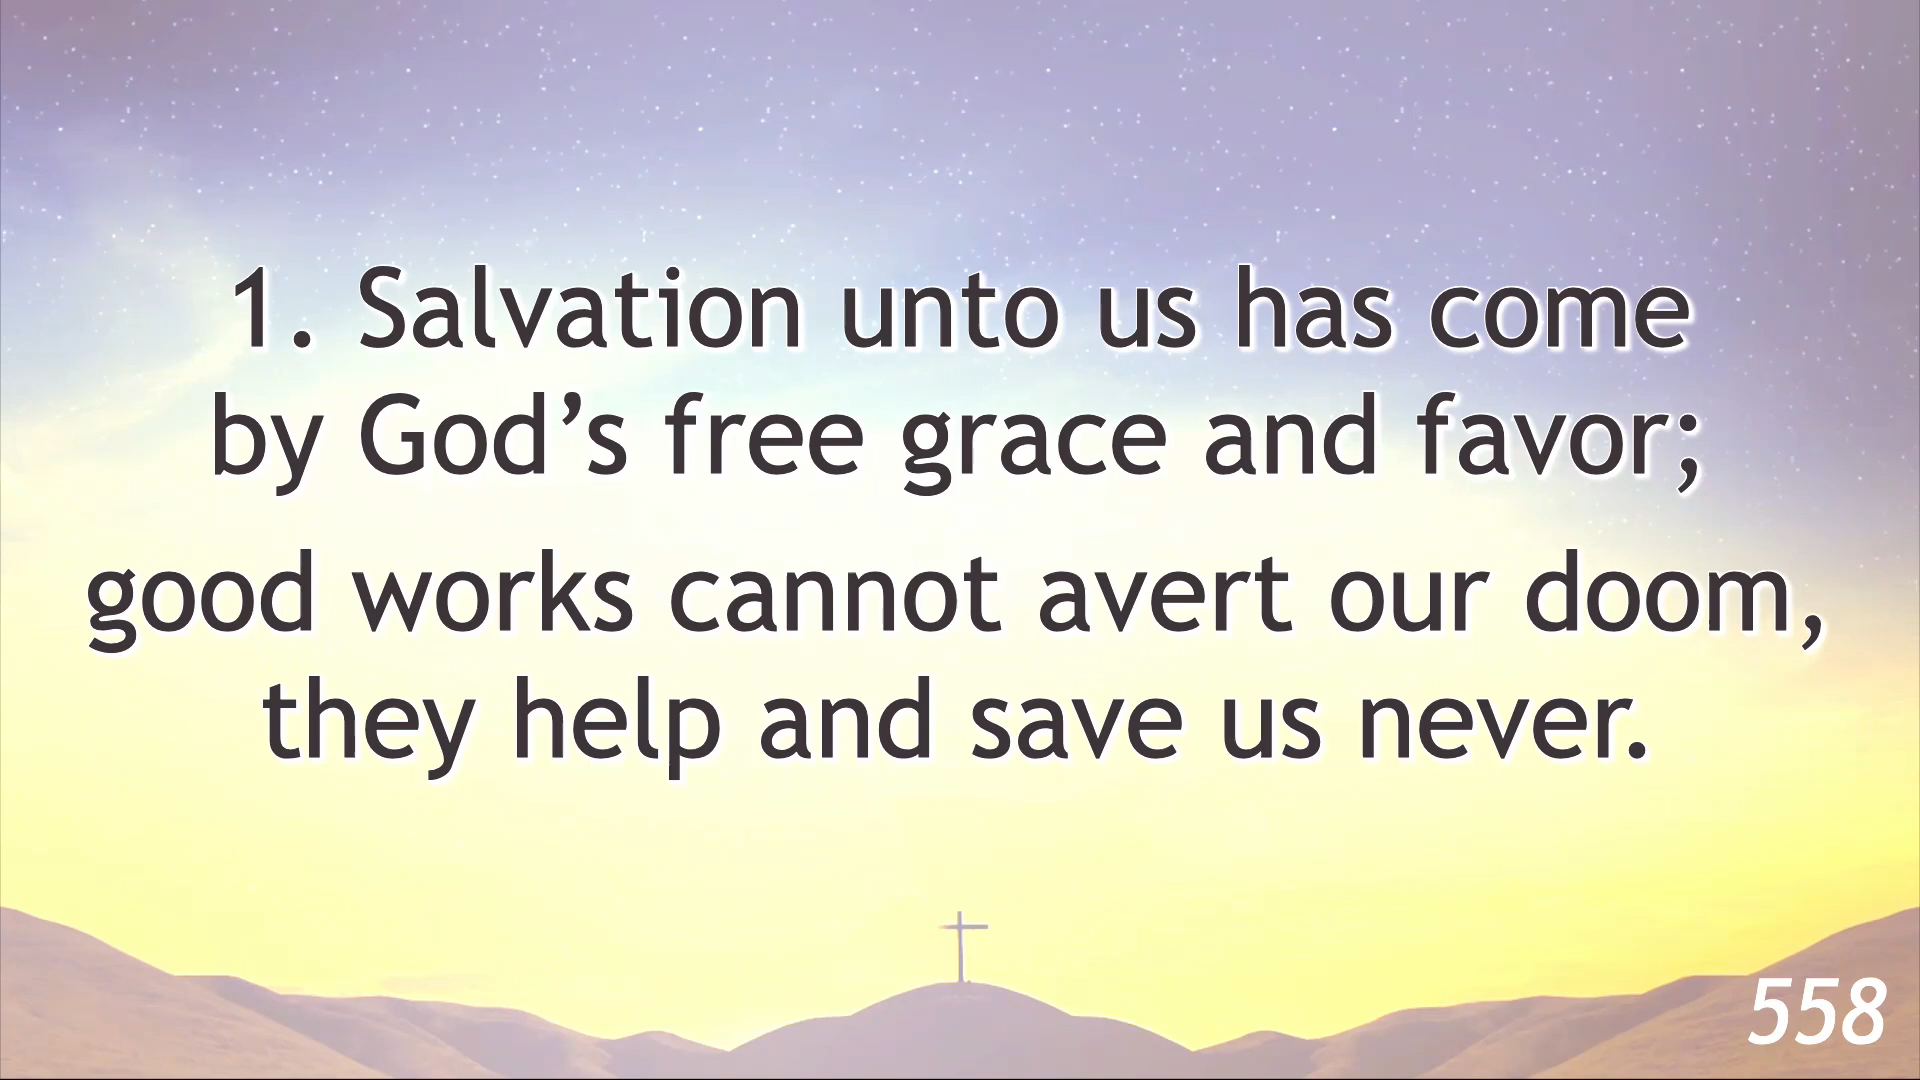 1. Salvation unto us has come
by God’s free grace and favor;
good works cannot avert our doom,
they help and save us never.
558